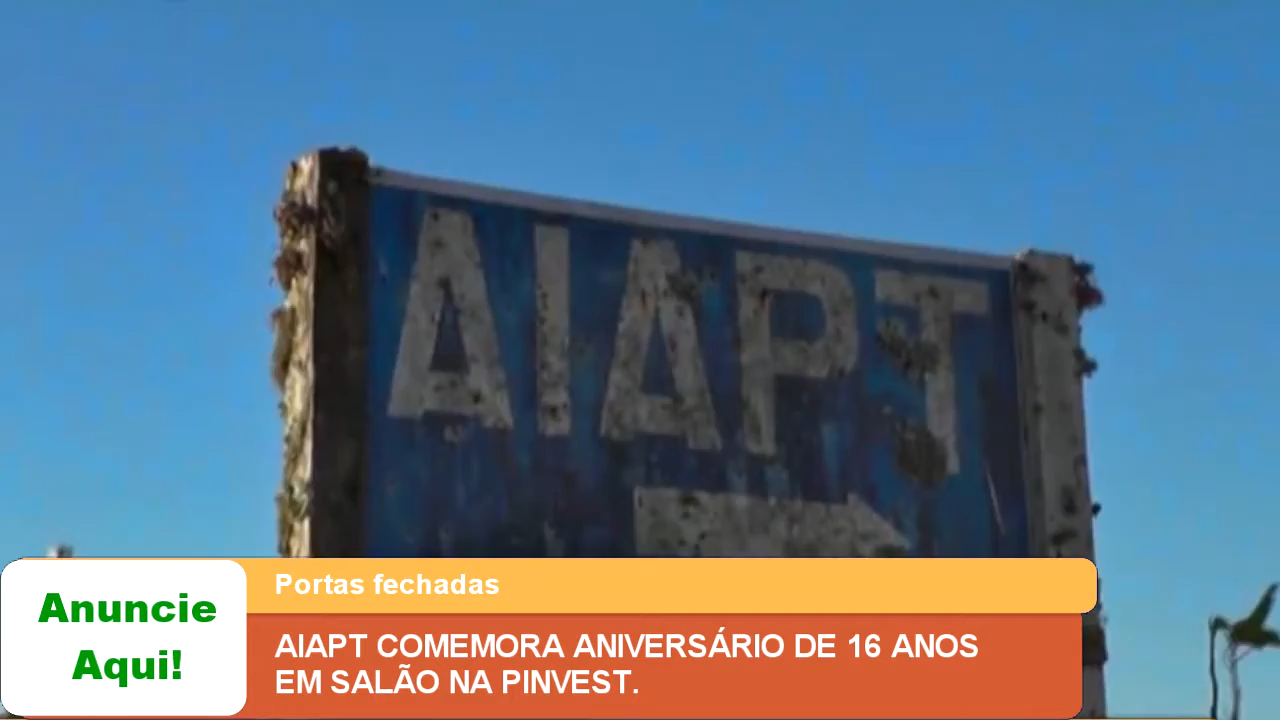 AIAPT
Anuncie
Aqui!
Portas fechadas
AIAPT COMEMORA ANIVERSÁRIO DE 16 ANOS
EM SALÃO NA PINVEST.